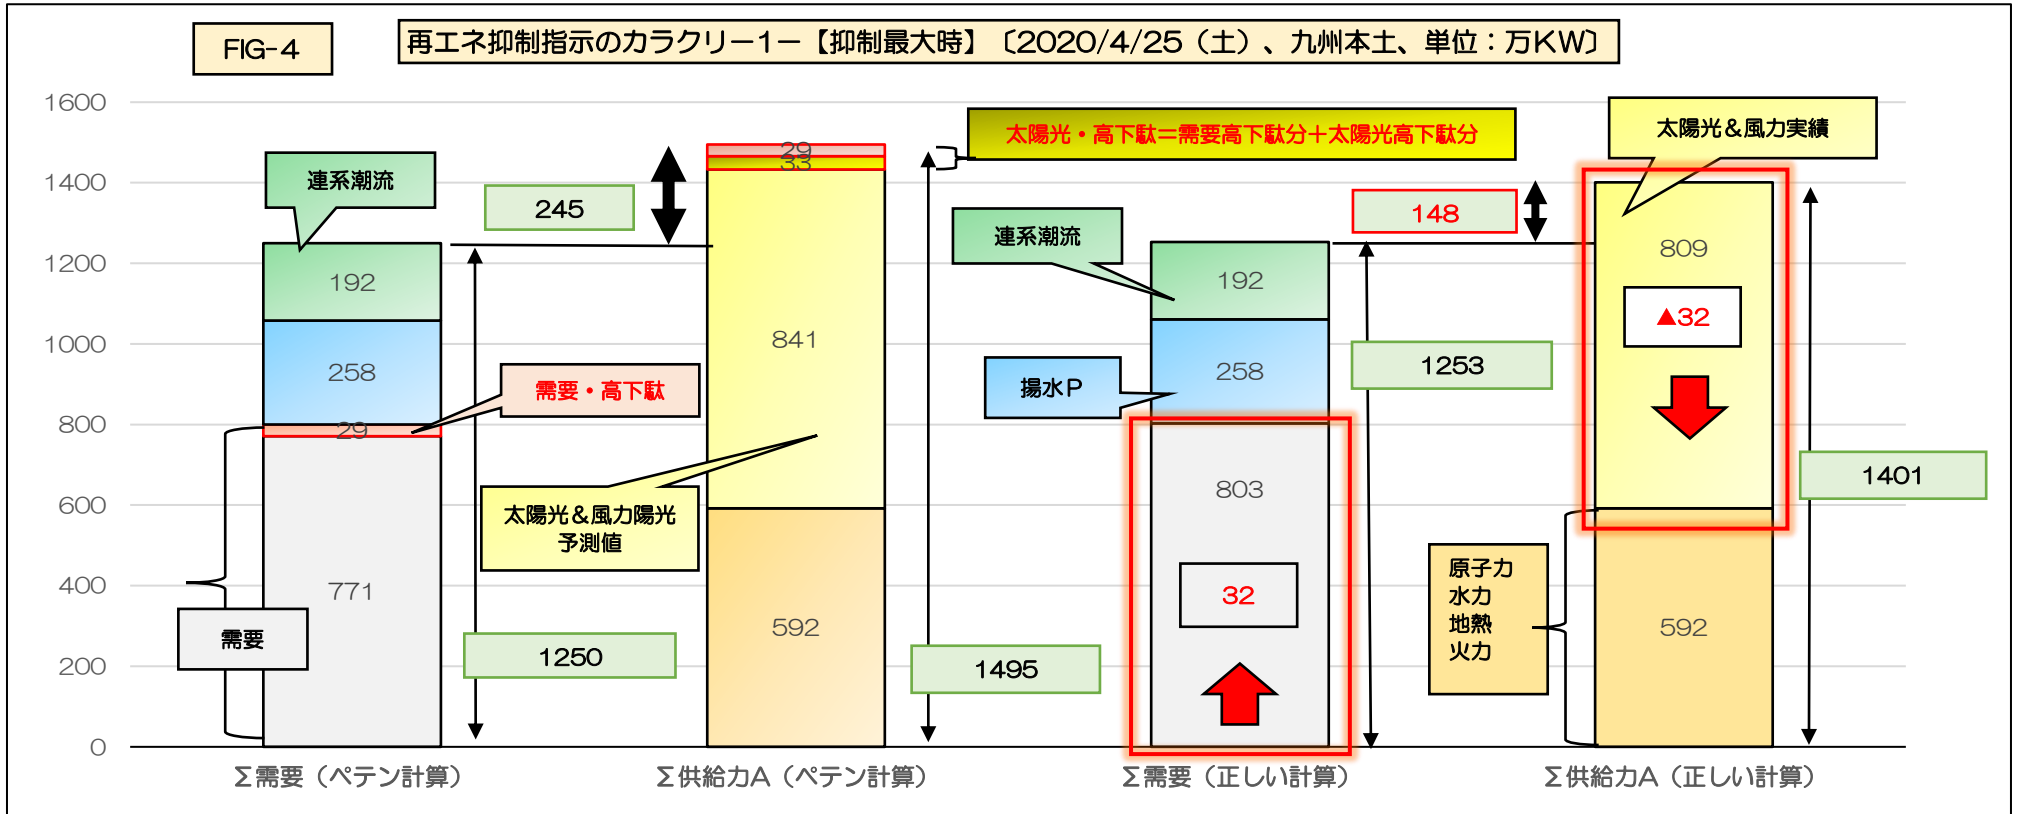 FIG-4
再エネ抑制指示のカラクリー1ー【抑制最大時】〔2020/4/25（土）、九州本土、単位：万KW〕
1600
1400
1200
1000
800
600
400
200
0
連系潮流
192
258
29
771
需要
245
需要・高下駄
1250
29
33
841
592
太陽光＆風力陽光
予測値
太陽光・高下駄＝需要高下駄分＋太陽光高下駄分
1495
連系潮流
192
揚水P
258
803
32
148
1253
太陽光＆風力実績
809
▲32
592
原子力
水力
地熱
火力
1401
Σ需要（ペテン計算）
Σ供給力A（ペテン計算）
Σ需要（正しい計算）
Σ供給力A（正しい計算）